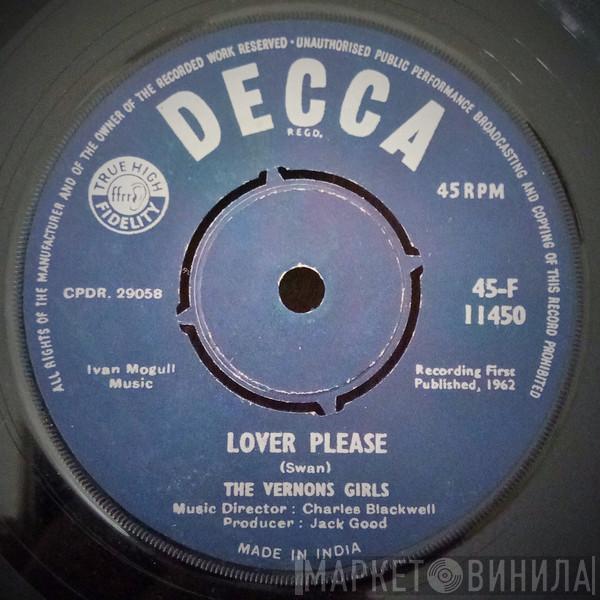 ALL RIGHTS OF THE MANUFACTURER AND OF THE OWNER OF THE RECORDED WORK RESERVED · UNAUTHORISED PUBLIC PERFORMANCE BROADCASTING AND COPYING OF THIS RECORD PROHIBITED
DECCA
REGD.
TRUE HIGH
ffrr
FIDELITY
45 RPM
CPDR. 29058
45-F
11450
Ivan Mogull
Music
Recording First
Published, 1962
LOVER PLEASE
(Swan)
THE VERNONS GIRLS
Music Director : Charles Blackwell
Producer : Jack Good
MADE IN INDIA
МАРКЕТ ВИНИЛА